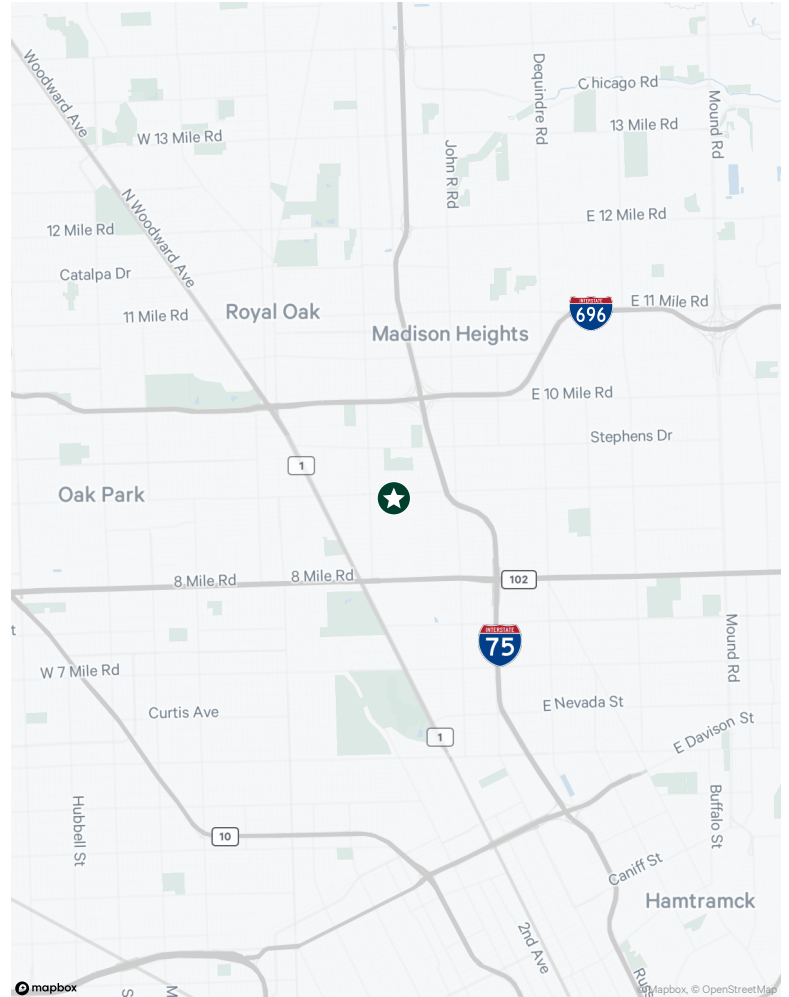 Woodward Ave
Dequindre Rd
Chicago Rd
Mound Rd
13 Mile Rd
W 13 Mile Rd
John R Rd
N Woodward Ave
E 12 Mile Rd
12 Mile Rd
Catalpa Dr
INTERSTATE
696
E 11 Mile Rd
11 Mile Rd
Royal Oak
Madison Heights
E 10 Mile Rd
Stephens Dr
1
Oak Park
8 Mile Rd
8 Mile Rd
102
t
INTERSTATE
75
Mound Rd
W 7 Mile Rd
E Nevada St
Curtis Ave
1
E Davison St
Hubbell St
Buffalo St
10
Caniff St
Hamtramck
2nd Ave
Rus
S
M
mapbox
© Mapbox, © OpenStreetMap